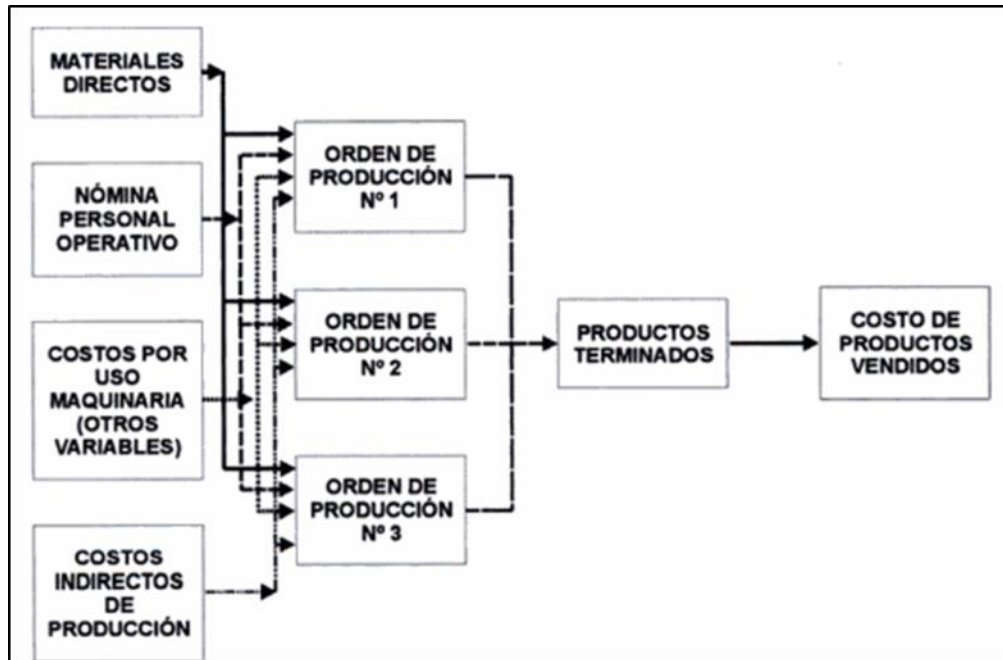 MATERIALES
DIRECTOS
NÓMINA
PERSONAL
OPERATIVO
COSTOS POR
USO
MAQUINARIA
(OTROS
VARIABLES)
COSTOS
INDIRECTOS
DE
PRODUCCIÓN
ORDEN DE
PRODUCCIÓN
Nº 1
ORDEN DE
PRODUCCIÓN
Nº 2
ORDEN DE
PRODUCCIÓN
Nº 3
PRODUCTOS
TERMINADOS
COSTO DE
PRODUCTOS
VENDIDOS